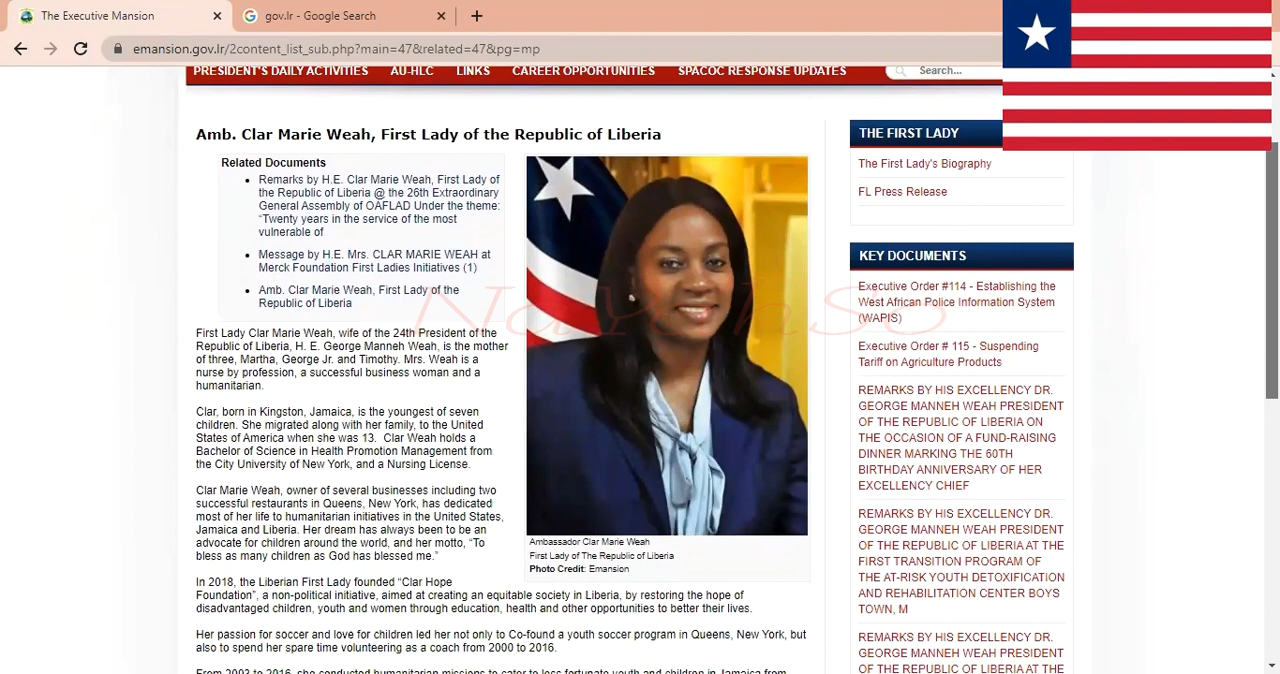 The Executive Mansion
gov.lr - Google Search
emansion.gov.lr/2content_list_sub.php?main=47&related=47&pg=mp
PRESIDENT'S DAILY ACTIVITIES AU-HLC LINKS CAREER OPPORTUNITIES SPACOC RESPONSE UPDATES Search...
Amb. Clar Marie Weah, First Lady of the Republic of Liberia
Related Documents
Remarks by H.E. Clar Marie Weah, First Lady of
the Republic of Liberia @ the 26th Extraordinary
General Assembly of OAFLAD Under the theme:
“Twenty years in the service of the most
vulnerable of
Message by H.E. Mrs. CLAR MARIE WEAH at
Merck Foundation First Ladies Initiatives (1)
Amb. Clar Marie Weah, First Lady of the
Republic of Liberia
First Lady Clar Marie Weah, wife of the 24th President of the
Republic of Liberia, H. E. George Manneh Weah, is the mother
of three, Martha, George Jr. and Timothy. Mrs. Weah is a
nurse by profession, a successful business woman and a
humanitarian.
Clar, born in Kingston, Jamaica, is the youngest of seven
children. She migrated along with her family, to the United
States of America when she was 13. Clar Weah holds a
Bachelor of Science in Health Promotion Management from
the City University of New York, and a Nursing License.
Clar Marie Weah, owner of several businesses including two
successful restaurants in Queens, New York, has dedicated
most of her life to humanitarian initiatives in the United States,
Jamaica and Liberia. Her dream has always been to be an
advocate for children around the world, and her motto, “To
bless as many children as God has blessed me.”
Ambassador Clar Marie Weah
First Lady of The Republic of Liberia
Photo Credit: Emansion
In 2018, the Liberian First Lady founded “Clar Hope
Foundation”, a non-political initiative, aimed at creating an equitable society in Liberia, by restoring the hope of
disadvantaged children, youth and women through education, health and other opportunities to better their lives.
Her passion for soccer and love for children led her not only to Co-found a youth soccer program in Queens, New York, but
also to spend her spare time volunteering as a coach from 2000 to 2016.
From 2003 to 2016, she conducted humanitarian missions to cater to less fortunate youth and children in Jamaica from
THE FIRST LADY
The First Lady's Biography
FL Press Release
KEY DOCUMENTS
Executive Order #114 - Establishing the
West African Police Information System
(WAPIS)
Executive Order # 115 - Suspending
Tariff on Agriculture Products
REMARKS BY HIS EXCELLENCY DR.
GEORGE MANNEH WEAH PRESIDENT
OF THE REPUBLIC OF LIBERIA ON
THE OCCASION OF A FUND-RAISING
DINNER MARKING THE 60TH
BIRTHDAY ANNIVERSARY OF HER
EXCELLENCY CHIEF
REMARKS BY HIS EXCELLENCY DR.
GEORGE MANNEH WEAH PRESIDENT
OF THE REPUBLIC OF LIBERIA AT THE
FIRST TRANSITION PROGRAM OF
THE AT-RISK YOUTH DETOXIFICATION
AND REHABILITATION CENTER BOYS
TOWN, M
REMARKS BY HIS EXCELLENCY DR.
GEORGE MANNEH WEAH PRESIDENT
OF THE REPUBLIC OF LIBERIA AT THE